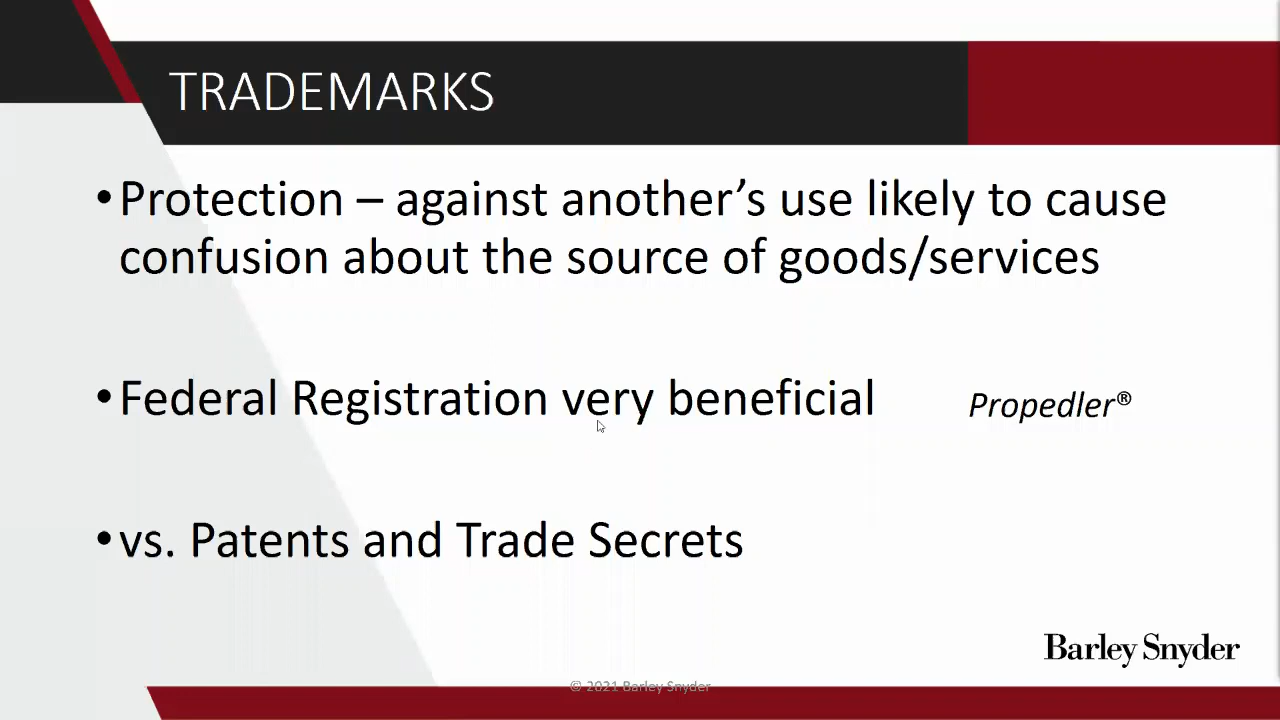 TRADEMARKS
•Protection – against another’s use likely to cause
confusion about the source of goods/services
•Federal Registration very beneficial
Propedler®
•vs. Patents and Trade Secrets
Barley Snyder
© 2021 Barley Snyder